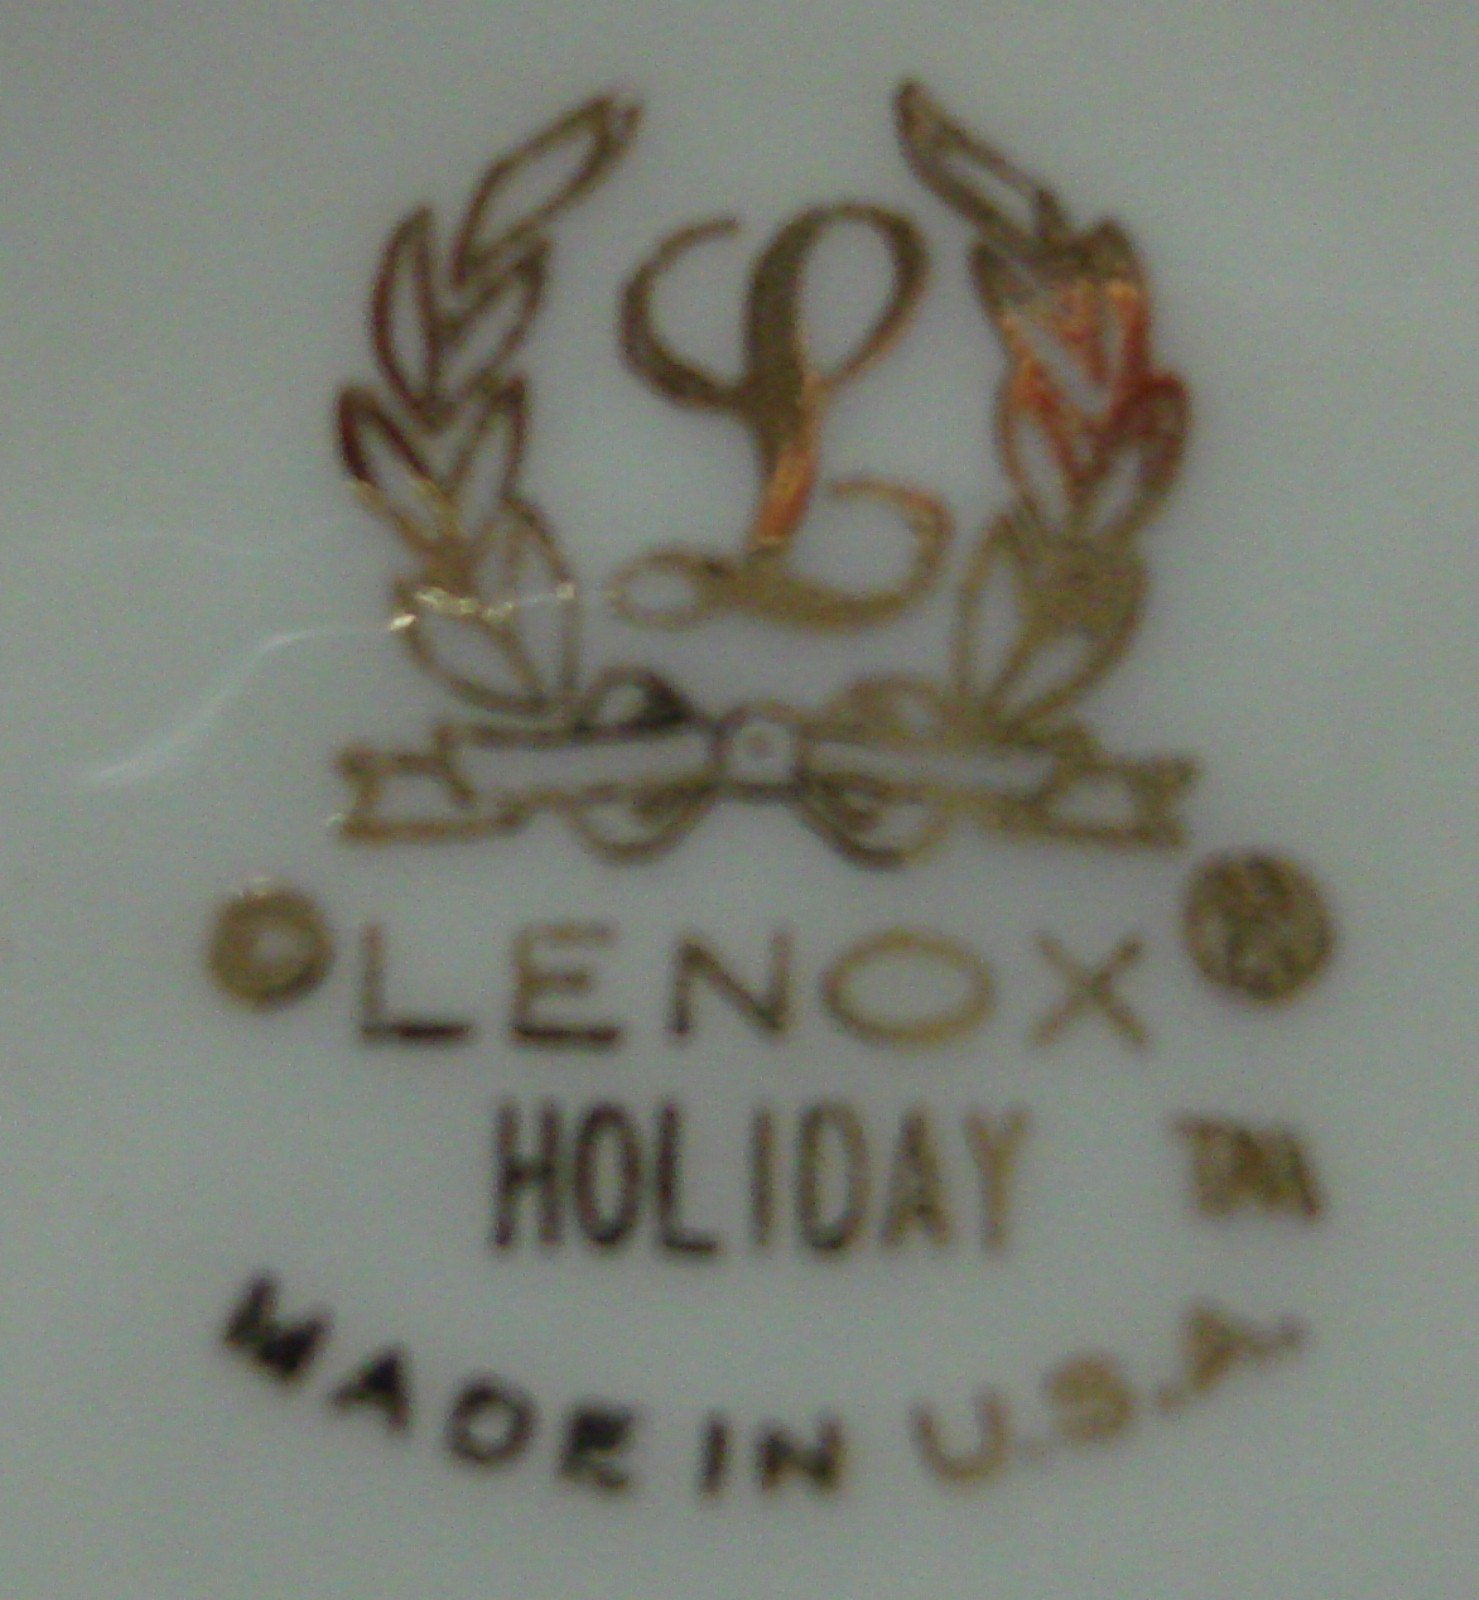 L
© LENOX ®
HOLIDAY ™
MADE IN U.S.A.